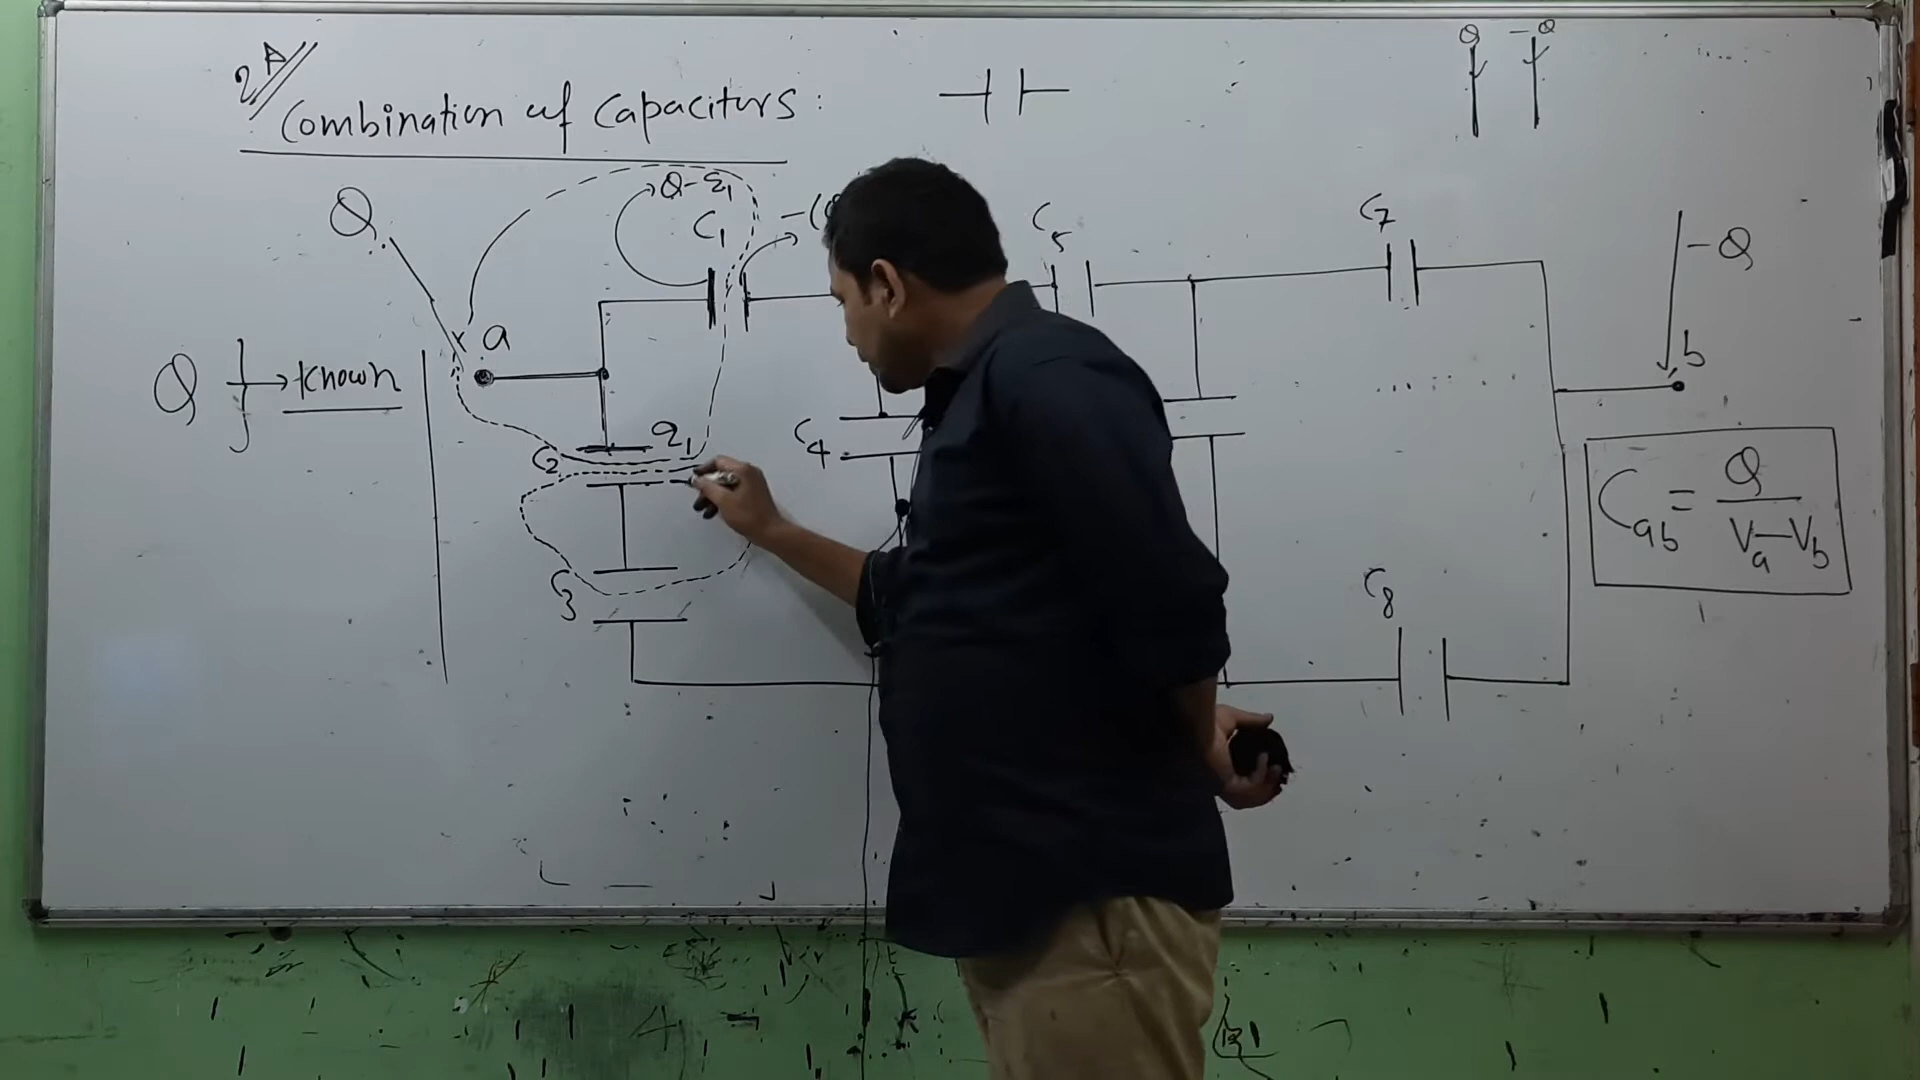 2A
Combination of Capacitors :
Q -Q
Q
Q-q1
C1
-(Q
C5
C7
-Q
a
b
Q } → Known
q1
C2
C4
Cab = Q / Va-Vb
C3
C8